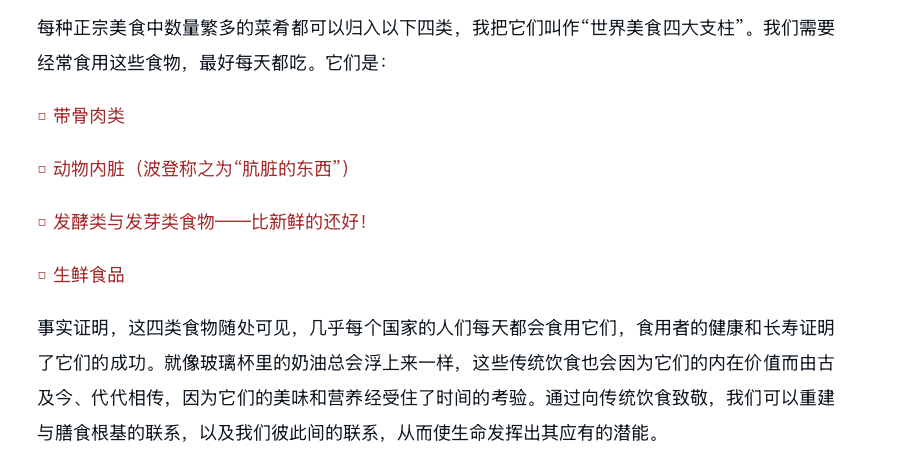 每种正宗美食中数量繁多的菜肴都可以归入以下四类，我把它们叫作“世界美食四大支柱”。我们需要
经常食用这些食物，最好每天都吃。它们是：
□ 带骨肉类
□ 动物内脏（波登称之为“肮脏的东西”）
□ 发酵类与发芽类食物——比新鲜的还好！
□ 生鲜食品
事实证明，这四类食物随处可见，几乎每个国家的人们每天都会食用它们，食用者的健康和长寿证明
了它们的成功。就像玻璃杯里的奶油总会浮上来一样，这些传统饮食也会因为它们的内在价值而由古
及今、代代相传，因为它们的美味和营养经受住了时间的考验。通过向传统饮食致敬，我们可以重建
与膳食根基的联系，以及我们彼此间的联系，从而使生命发挥出其应有的潜能。